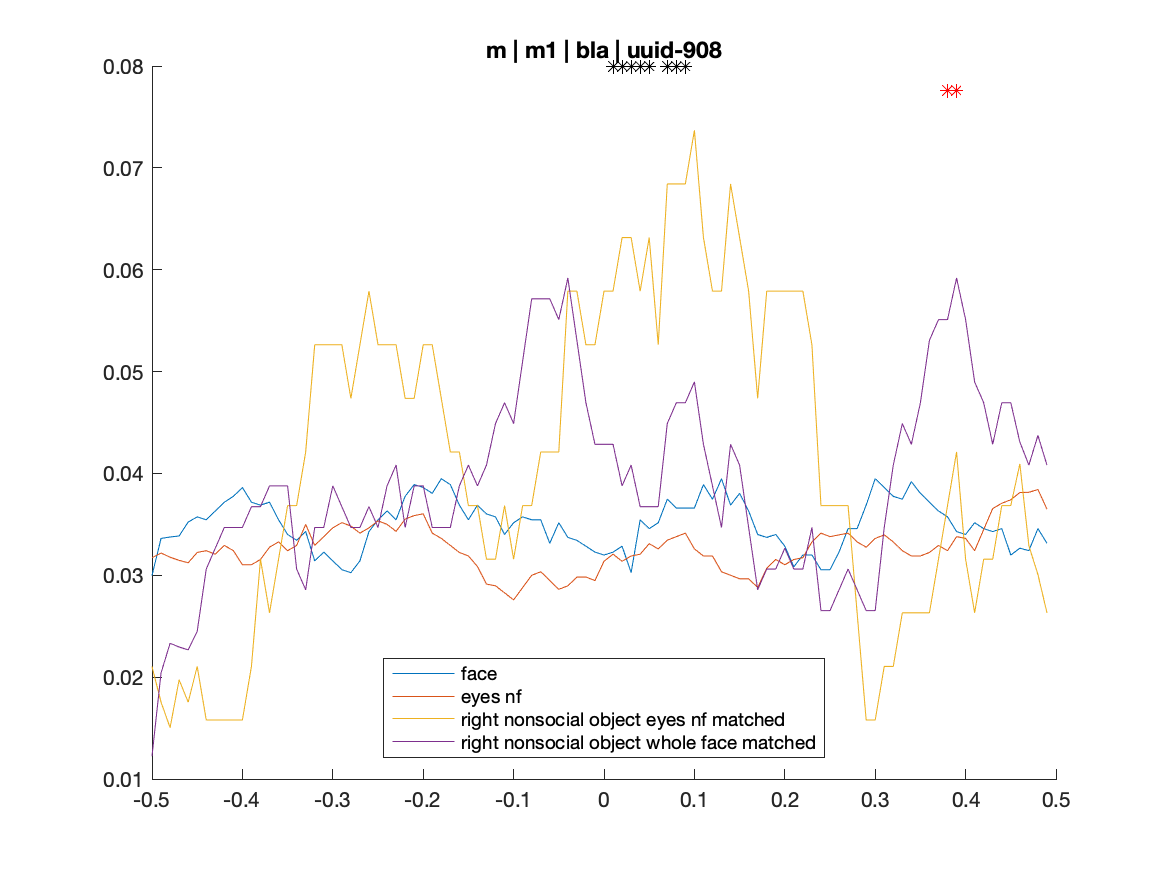 m | m1 | bla | uuid-908
0.08
0.07
0.06
0.05
0.04
0.03
0.02
0.01
face
eyes nf
right nonsocial object eyes nf matched
right nonsocial object whole face matched
-0.5 -0.4 -0.3 -0.2 -0.1 0 0.1 0.2 0.3 0.4 0.5